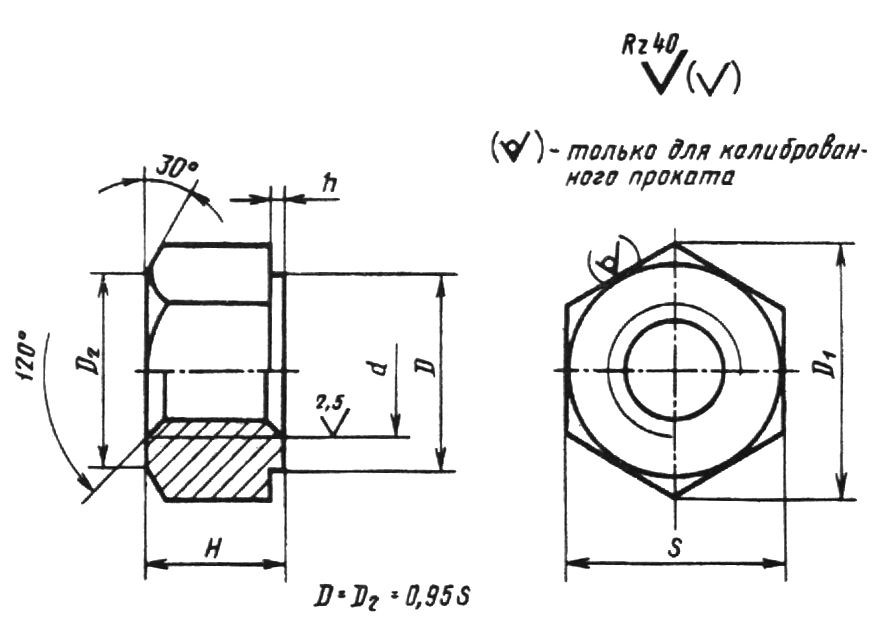 Rz 40
(√)
( ) - только для калиброван-
ного проката
30°
h
120°
D₂
d
D
2,5
D₁
H
S
D = D₂ = 0,95 S